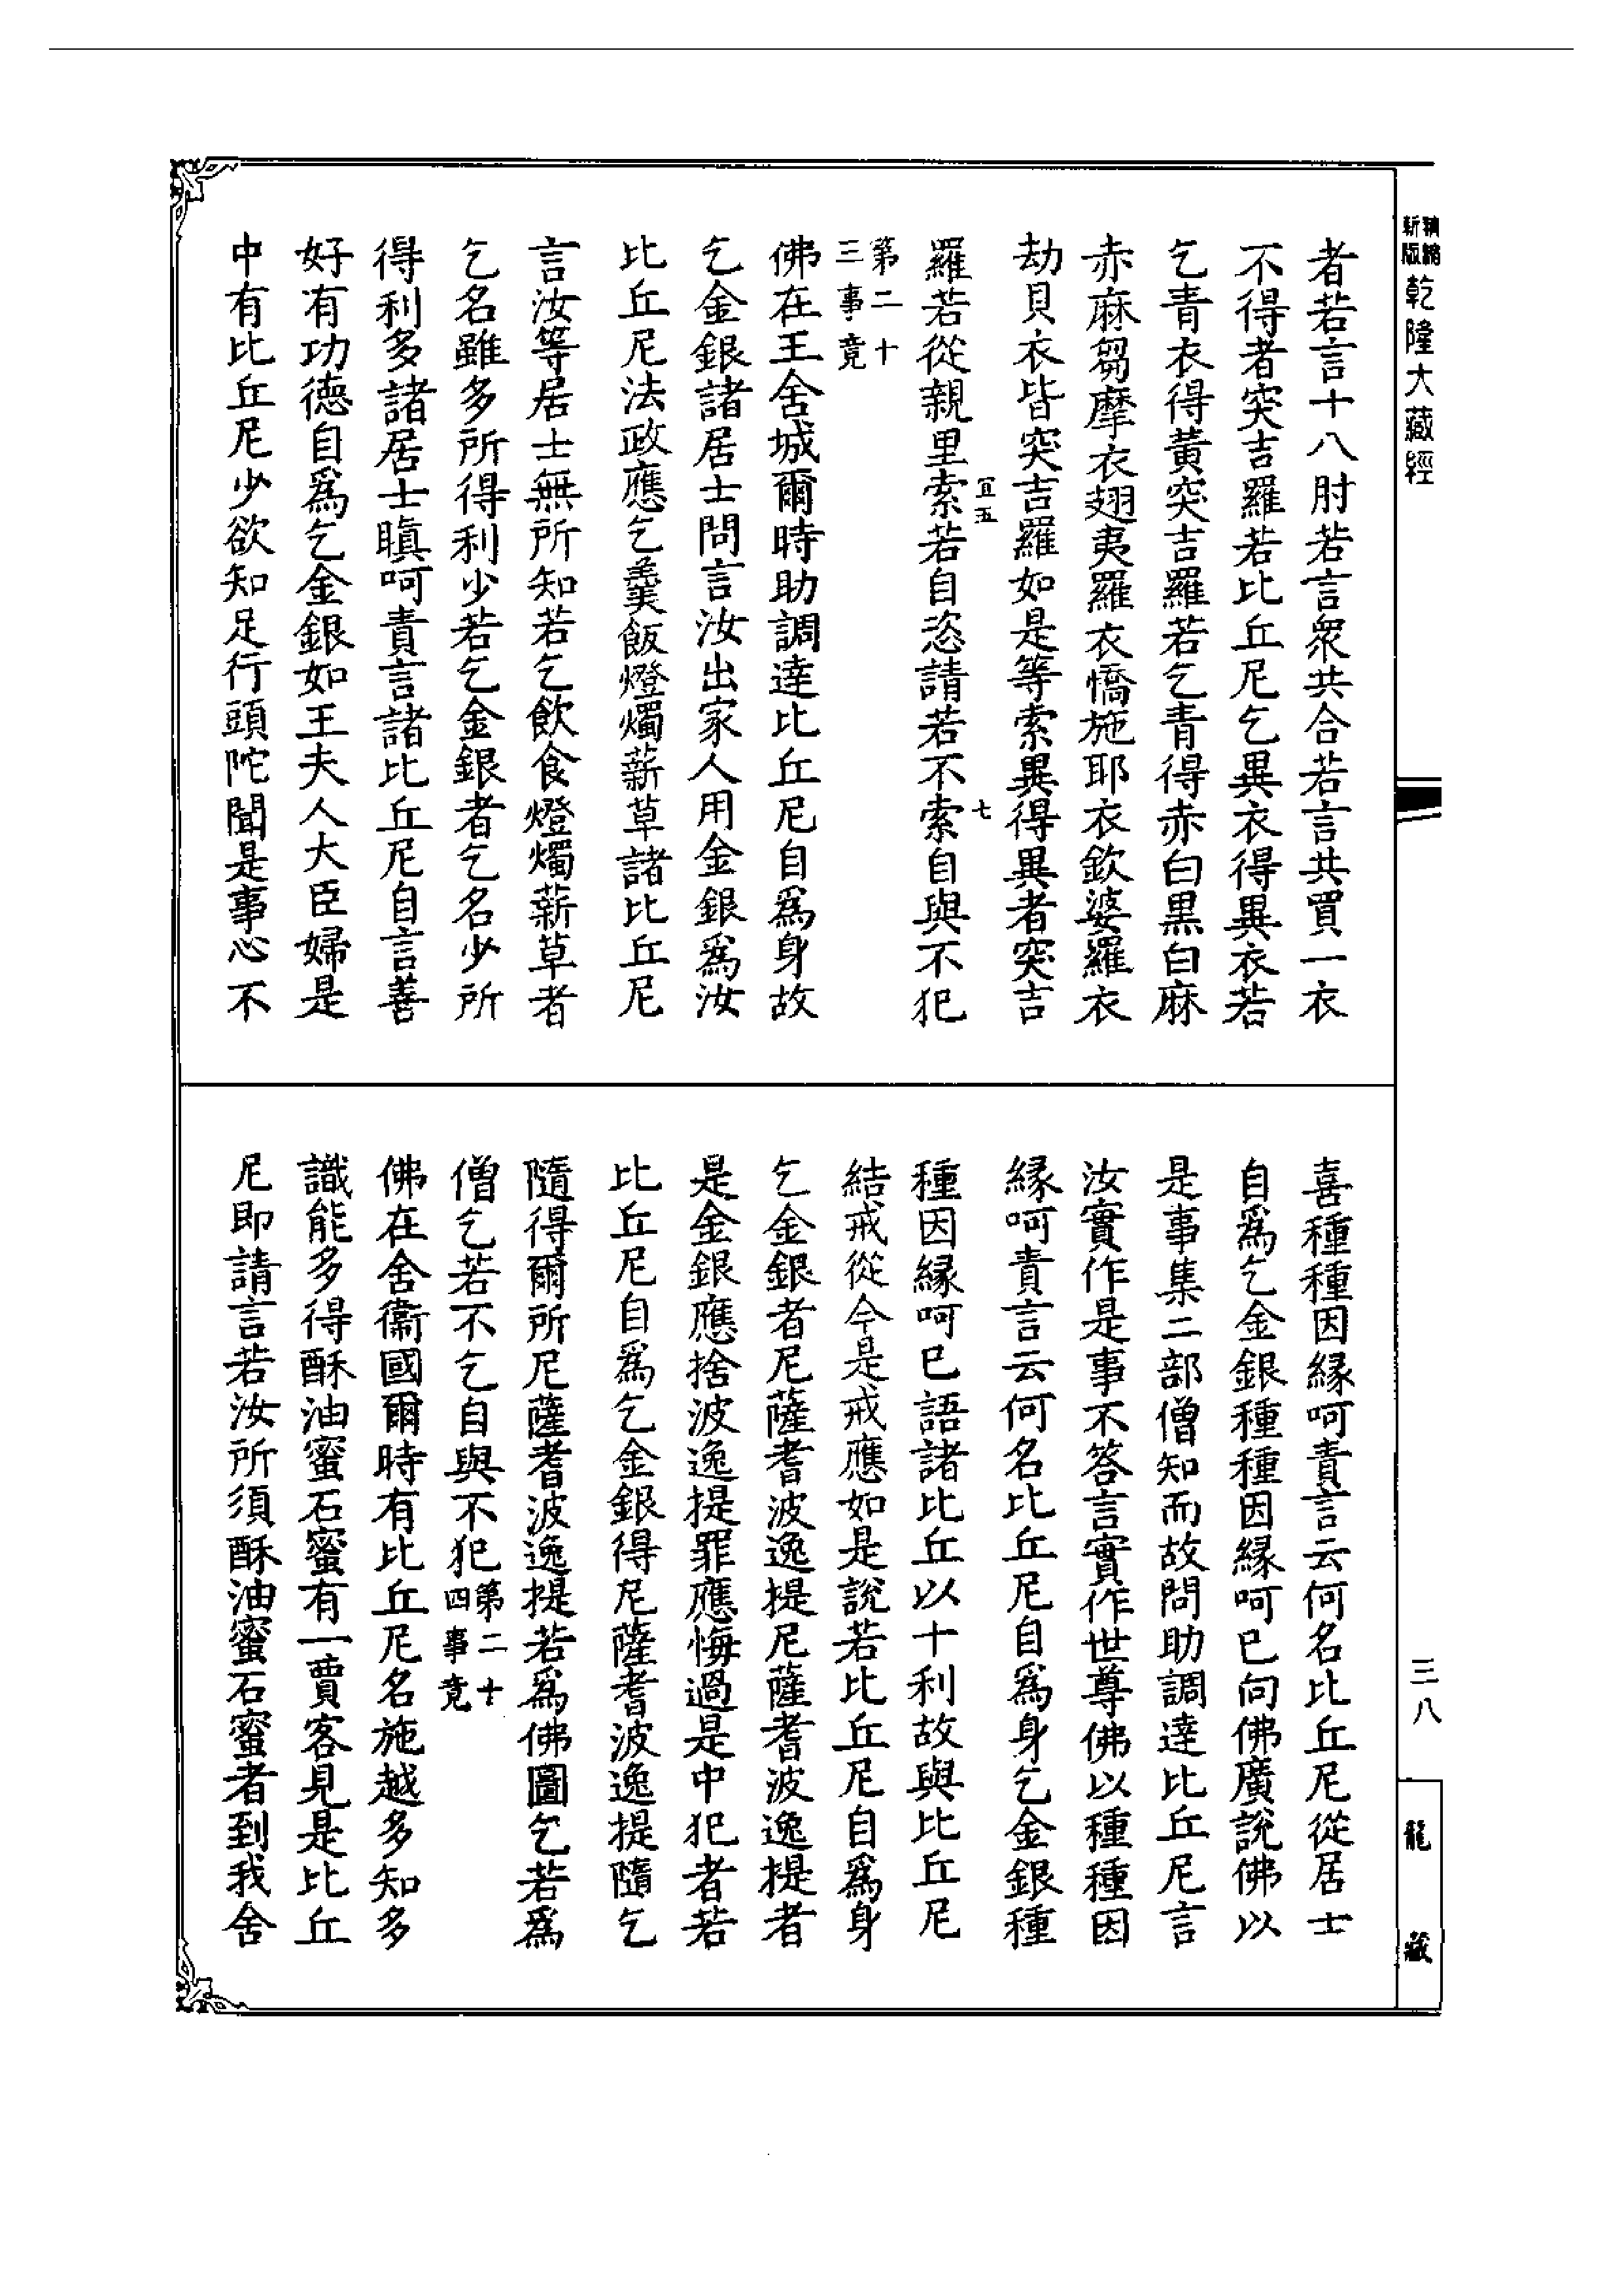 新版精縮乾隆大藏經
者若言十八肘若言衆共合若言共買一衣
不得者突吉羅若比丘尼乞異衣得異衣若
乞青衣得黃突吉羅若乞青得赤白黒白麻
赤麻芻摩衣翅夷羅衣憍施耶衣欽婆羅衣
劫貝衣皆突吉羅如是等索異得異者突吉
五
七
羅若從親里索若自恣請若不索自與不犯
第二十
三事竟
佛在王舍城爾時助調達比丘尼自爲身故
乞金銀諸居士問言汝出家人用金銀爲汝
比丘尼法政應乞羹飯燈燭薪草諸比丘尼
言汝等居士無所知若乞飲食燈燭薪草者
乞名雖多所得利少若乞金銀者乞名少所
得利多諸居士瞋呵責言諸比丘尼自言善
好有功德自爲乞金銀如王夫人大臣婦是
中有比丘尼少欲知足行頭陀聞是事心不
喜種種因緣呵責言云何名比丘尼從居士
自爲乞金銀種種因緣呵已向佛廣說佛以
是事集二部僧知而故問助調達比丘尼言
汝實作是事不答言實作世尊佛以種種因
緣呵責言云何名比丘尼自爲身乞金銀種
種因緣呵已語諸比丘以十利故與比丘尼
結戒從今是戒應如是說若比丘尼自爲身
乞金銀者尼薩耆波逸提尼薩耆波逸提者
是金銀應捨波逸提罪應悔過是中犯者若
比丘尼自爲乞金銀得尼薩耆波逸提隨乞
隨得爾所尼薩耆波逸提若爲佛圖乞若爲
僧乞若不乞自與不犯第二十四事竟
佛在舍衞國爾時有比丘尼名施越多知多
識能多得酥油蜜石蜜有一賈客見是比丘
尼即請言若汝所須酥油蜜石蜜者到我舍
三八
龍藏